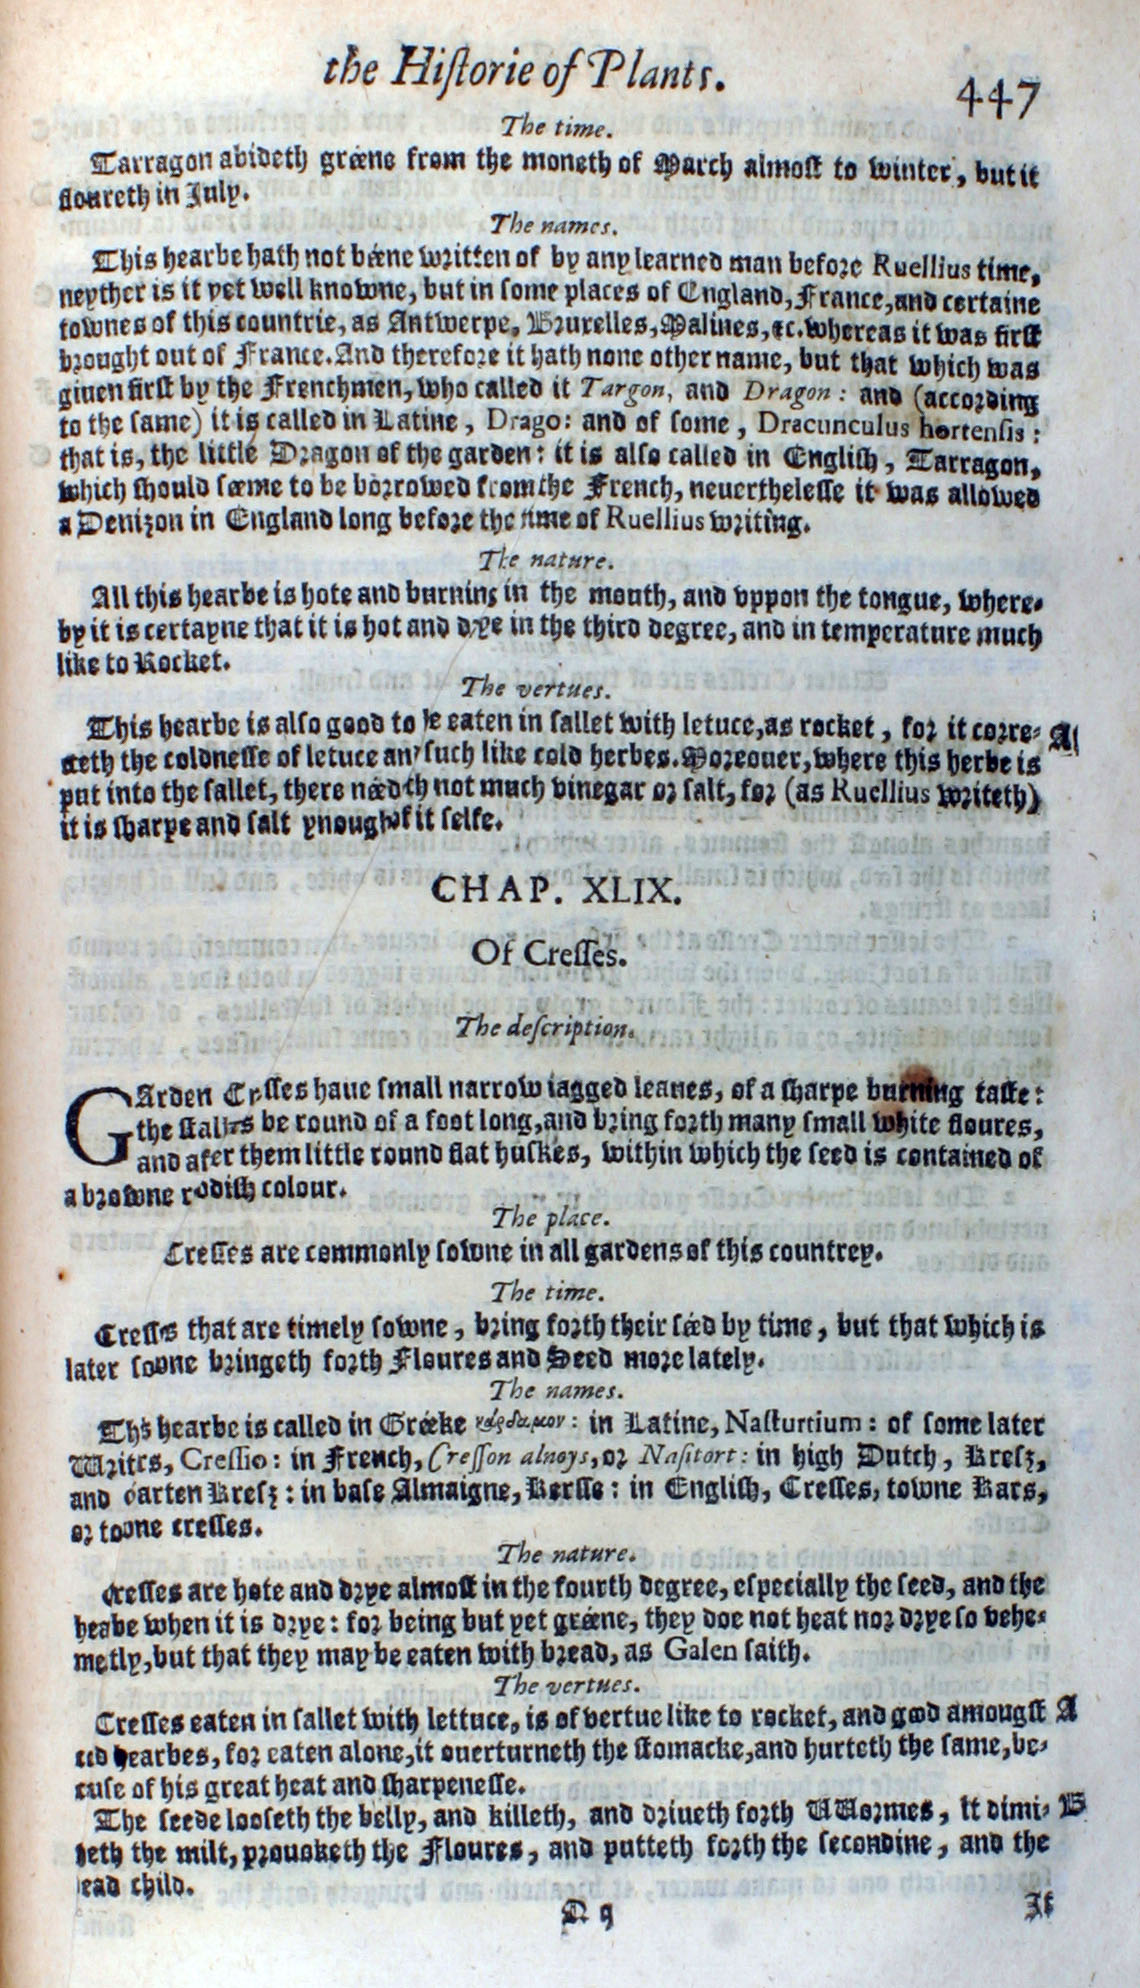 the Hiſtorie of Plants.
447
The time.
Tarragon abideth greene from the moneth of March almoſt to winter, but it
floureth in July.
The names.
This hearbe hath not beene written of by any learned man before Ruellius time,
neyther is it yet well knowne, but in ſome places of England, France, and certaine
townes of this countrie, as Antwerpe, Bruxelles, Malines, &c. whereas it was firſt
brought out of France. And therefore it hath none other name, but that which was
giuen firſt by the Frenchmen, who called it Targon, and Dragon: and (according
to the ſame) it is called in Latine, Drago: and of ſome, Dracunculus hortenſis:
that is, the little Dragon of the garden: it is alſo called in Engliſh, Tarragon,
which ſhould ſeeme to be borrowed from the French, neuertheleſſe it was allowed
a Denizon in England long before the time of Ruellius writing.
The nature.
All this hearbe is hote and burning in the mouth, and vppon the tongue, where-
by it is certayne that it is hot and drye in the third degree, and in temperature much
like to Rocket.
The vertues.
This hearbe is alſo good to be eaten in ſallet with letuce, as rocket, for it corre- A
cteth the coldneſſe of letuce and ſuch like cold herbes. Moreouer, where this herbe is
put into the ſallet, there needeth not much vinegar or ſalt, for (as Ruellius writeth)
it is ſharpe and ſalt ynough of it ſelfe.
CHAP. XLIX.
Of Creſſes.
The deſcription.
GArden Creſſes haue ſmall narrow iagged leaues, of a ſharpe burning taſte:
the ſtalkes be round of a foot long, and bring forth many ſmall white floures,
and after them little round flat huſkes, within which the ſeed is contained of
a browne reddiſh colour.
The place.
Creſſes are commonly ſowne in all gardens of this countrey.
The time.
Creſſes that are timely ſowne, bring forth their ſeed by time, but that which is
later ſowne bringeth forth Floures and Seed more lately.
The names.
This hearbe is called in Greeke κάρδαμον: in Latine, Naſturtium: of ſome later
Writers, Creſſio: in French, Creſſon alnoys, or Naſitort: in high Dutch, Kreſz,
and Garten Kreſz: in baſe Almaigne, Kerſſe: in Engliſh, Creſſes, towne Kars,
or towne creſſes.
The nature.
Creſſes are hote and drye almoſt in the fourth degree, eſpecially the ſeed, and the
hearbe when it is drye: for being but yet greene, they doe not heat nor drye ſo vehe-
mētly, but that they may be eaten with bread, as Galen ſaith.
The vertues.
Creſſes eaten in ſallet with lettuce, is of vertue like to rocket, and good amongſt A
cold hearbes, for eaten alone, it ouerturneth the ſtomacke, and hurteth the ſame, be-
cauſe of his great heat and ſharpeneſſe.
The ſeede looſeth the belly, and killeth, and driueth forth Wormes, it dimi- B
ſheth the milt, prouoketh the Floures, and putteth forth the ſecondine, and the
dead child.
If